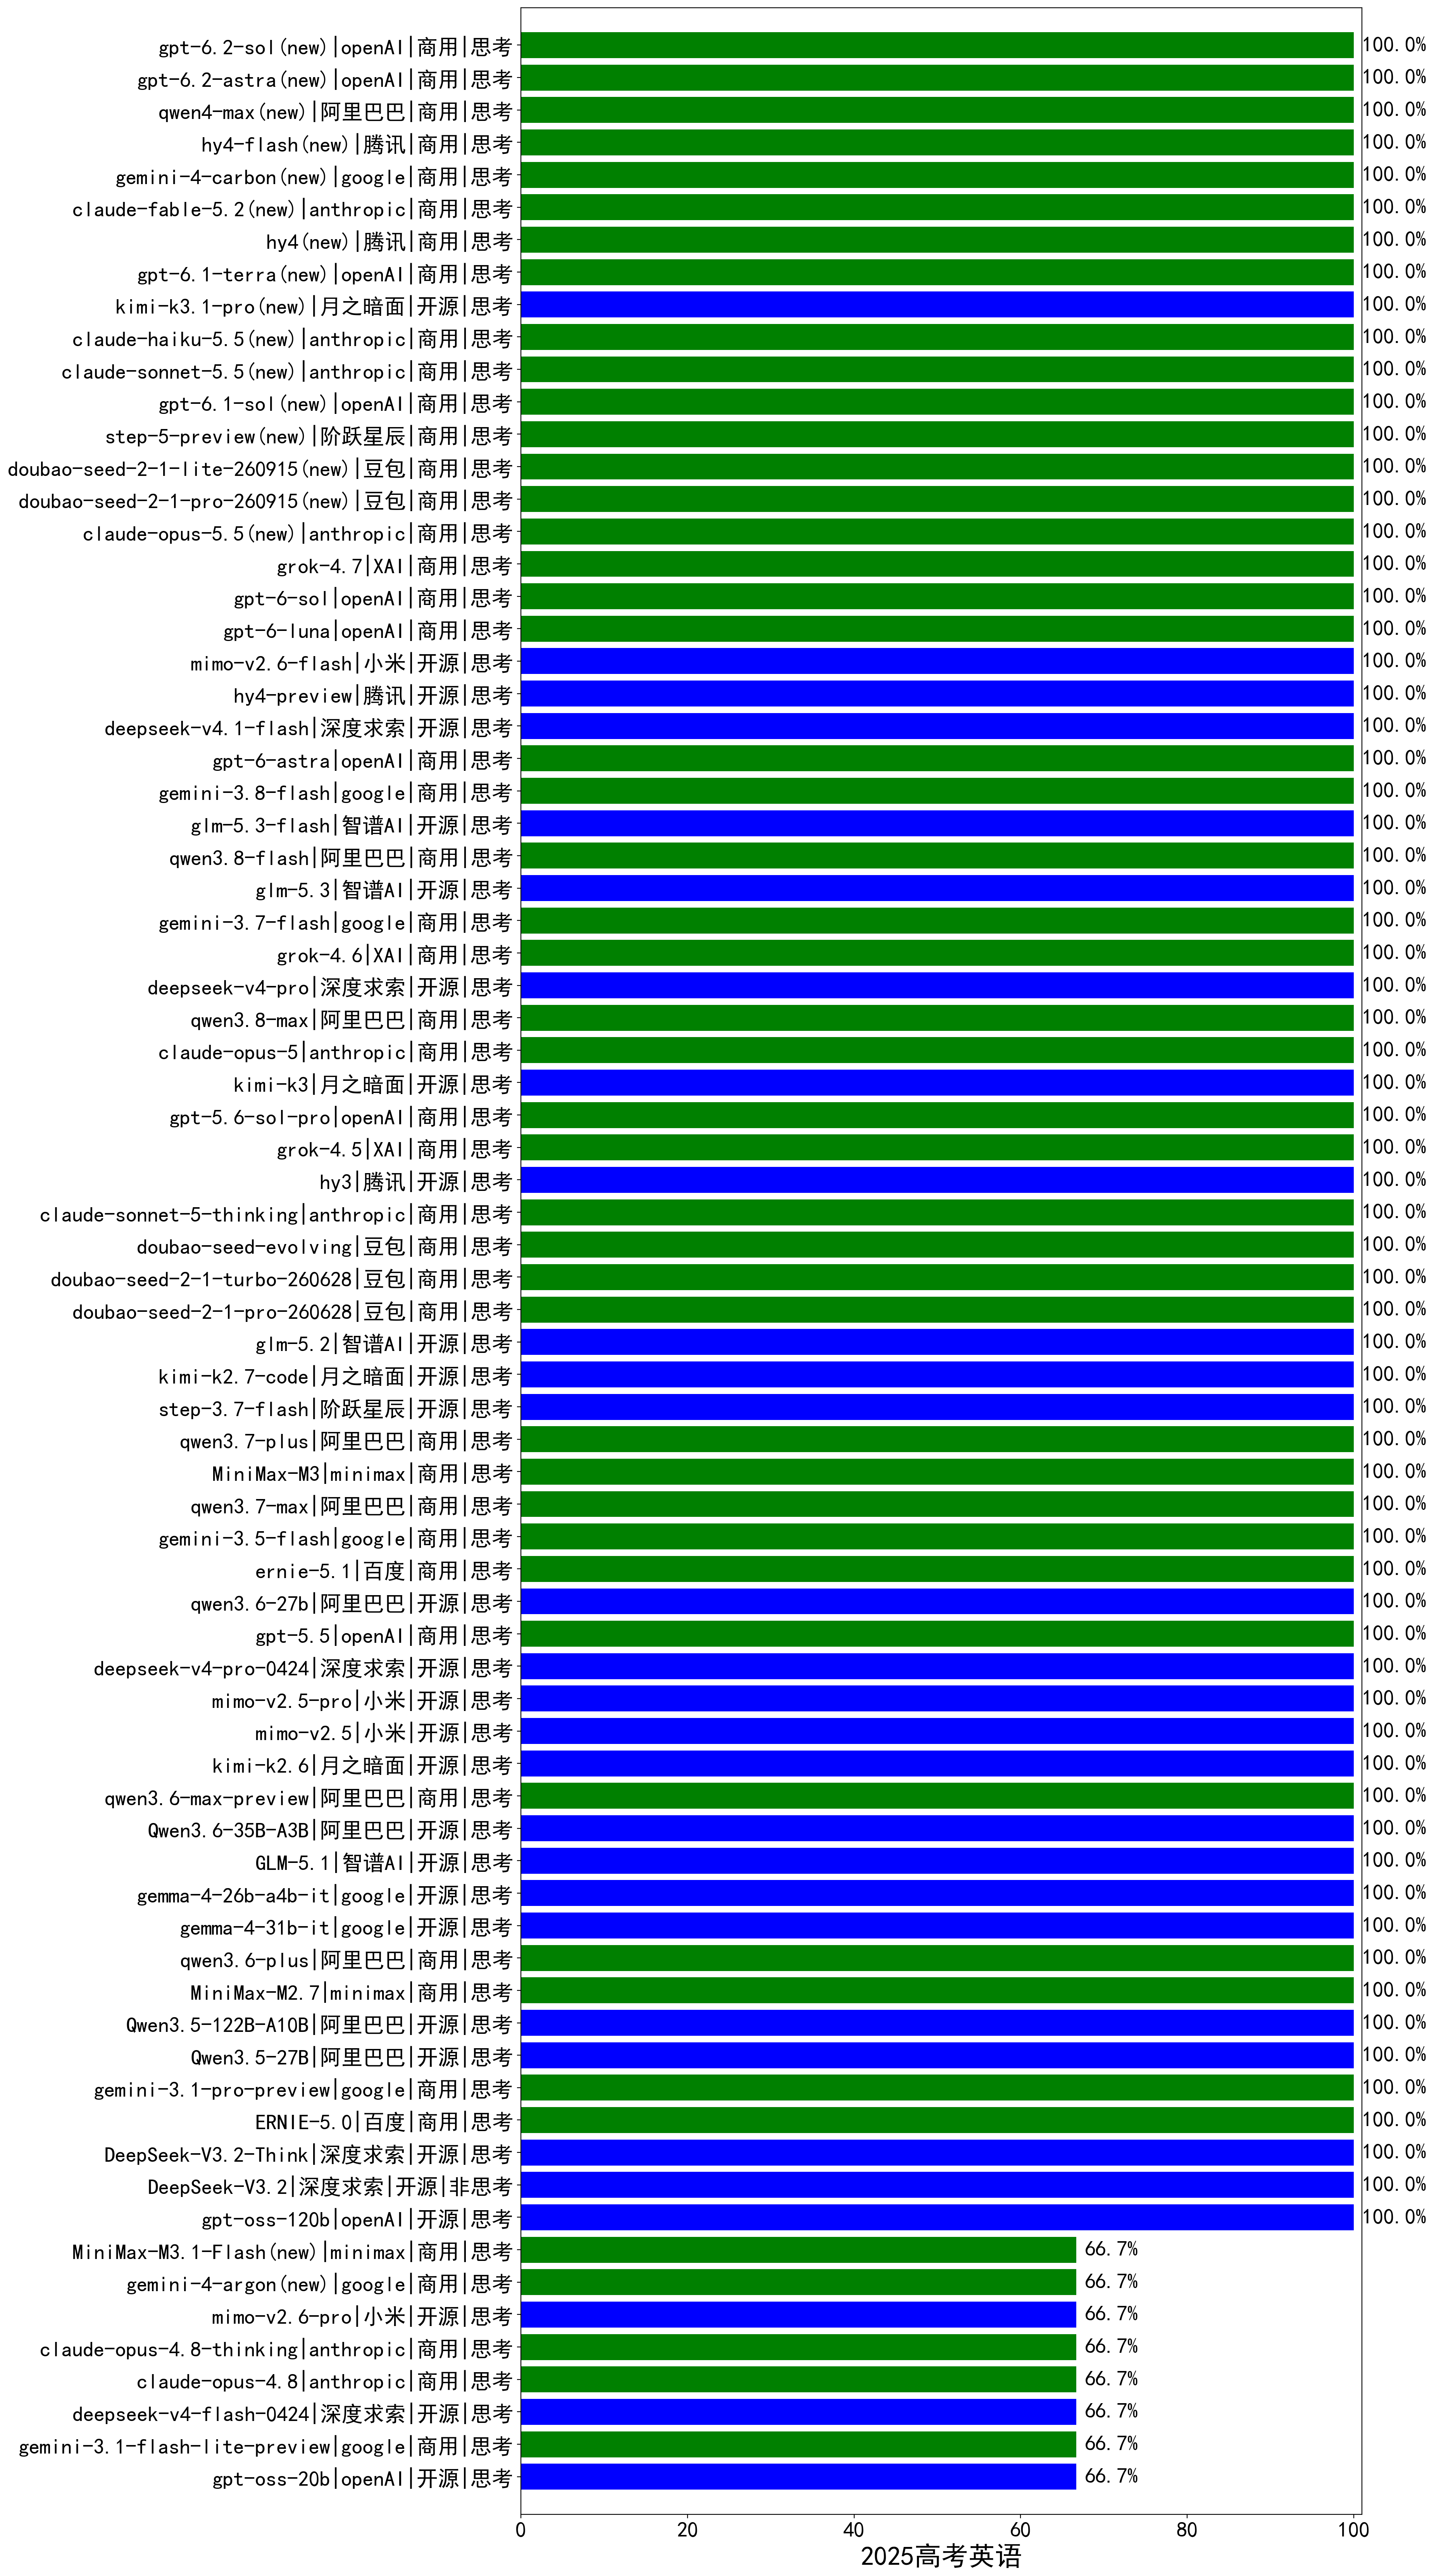 gpt-6.2-sol(new)|openAI|商用|思考 100.0%
gpt-6.2-astra(new)|openAI|商用|思考 100.0%
qwen4-max(new)|阿里巴巴|商用|思考 100.0%
hy4-flash(new)|腾讯|商用|思考 100.0%
gemini-4-carbon(new)|google|商用|思考 100.0%
claude-fable-5.2(new)|anthropic|商用|思考 100.0%
hy4(new)|腾讯|商用|思考 100.0%
gpt-6.1-terra(new)|openAI|商用|思考 100.0%
kimi-k3.1-pro(new)|月之暗面|开源|思考 100.0%
claude-haiku-5.5(new)|anthropic|商用|思考 100.0%
claude-sonnet-5.5(new)|anthropic|商用|思考 100.0%
gpt-6.1-sol(new)|openAI|商用|思考 100.0%
step-5-preview(new)|阶跃星辰|商用|思考 100.0%
doubao-seed-2-1-lite-260915(new)|豆包|商用|思考 100.0%
doubao-seed-2-1-pro-260915(new)|豆包|商用|思考 100.0%
claude-opus-5.5(new)|anthropic|商用|思考 100.0%
grok-4.7|XAI|商用|思考 100.0%
gpt-6-sol|openAI|商用|思考 100.0%
gpt-6-luna|openAI|商用|思考 100.0%
mimo-v2.6-flash|小米|开源|思考 100.0%
hy4-preview|腾讯|开源|思考 100.0%
deepseek-v4.1-flash|深度求索|开源|思考 100.0%
gpt-6-astra|openAI|商用|思考 100.0%
gemini-3.8-flash|google|商用|思考 100.0%
glm-5.3-flash|智谱AI|开源|思考 100.0%
qwen3.8-flash|阿里巴巴|商用|思考 100.0%
glm-5.3|智谱AI|开源|思考 100.0%
gemini-3.7-flash|google|商用|思考 100.0%
grok-4.6|XAI|商用|思考 100.0%
deepseek-v4-pro|深度求索|开源|思考 100.0%
qwen3.8-max|阿里巴巴|商用|思考 100.0%
claude-opus-5|anthropic|商用|思考 100.0%
kimi-k3|月之暗面|开源|思考 100.0%
gpt-5.6-sol-pro|openAI|商用|思考 100.0%
grok-4.5|XAI|商用|思考 100.0%
hy3|腾讯|开源|思考 100.0%
claude-sonnet-5-thinking|anthropic|商用|思考 100.0%
doubao-seed-evolving|豆包|商用|思考 100.0%
doubao-seed-2-1-turbo-260628|豆包|商用|思考 100.0%
doubao-seed-2-1-pro-260628|豆包|商用|思考 100.0%
glm-5.2|智谱AI|开源|思考 100.0%
kimi-k2.7-code|月之暗面|开源|思考 100.0%
step-3.7-flash|阶跃星辰|开源|思考 100.0%
qwen3.7-plus|阿里巴巴|商用|思考 100.0%
MiniMax-M3|minimax|商用|思考 100.0%
qwen3.7-max|阿里巴巴|商用|思考 100.0%
gemini-3.5-flash|google|商用|思考 100.0%
ernie-5.1|百度|商用|思考 100.0%
qwen3.6-27b|阿里巴巴|开源|思考 100.0%
gpt-5.5|openAI|商用|思考 100.0%
deepseek-v4-pro-0424|深度求索|开源|思考 100.0%
mimo-v2.5-pro|小米|开源|思考 100.0%
mimo-v2.5|小米|开源|思考 100.0%
kimi-k2.6|月之暗面|开源|思考 100.0%
qwen3.6-max-preview|阿里巴巴|商用|思考 100.0%
Qwen3.6-35B-A3B|阿里巴巴|开源|思考 100.0%
GLM-5.1|智谱AI|开源|思考 100.0%
gemma-4-26b-a4b-it|google|开源|思考 100.0%
gemma-4-31b-it|google|开源|思考 100.0%
qwen3.6-plus|阿里巴巴|商用|思考 100.0%
MiniMax-M2.7|minimax|商用|思考 100.0%
Qwen3.5-122B-A10B|阿里巴巴|开源|思考 100.0%
Qwen3.5-27B|阿里巴巴|开源|思考 100.0%
gemini-3.1-pro-preview|google|商用|思考 100.0%
ERNIE-5.0|百度|商用|思考 100.0%
DeepSeek-V3.2-Think|深度求索|开源|思考 100.0%
DeepSeek-V3.2|深度求索|开源|非思考 100.0%
gpt-oss-120b|openAI|开源|思考 100.0%
MiniMax-M3.1-Flash(new)|minimax|商用|思考 66.7%
gemini-4-argon(new)|google|商用|思考 66.7%
mimo-v2.6-pro|小米|开源|思考 66.7%
claude-opus-4.8-thinking|anthropic|商用|思考 66.7%
claude-opus-4.8|anthropic|商用|思考 66.7%
deepseek-v4-flash-0424|深度求索|开源|思考 66.7%
gemini-3.1-flash-lite-preview|google|商用|思考 66.7%
gpt-oss-20b|openAI|开源|思考 66.7%
0 20 40 60 80 100
2025高考英语